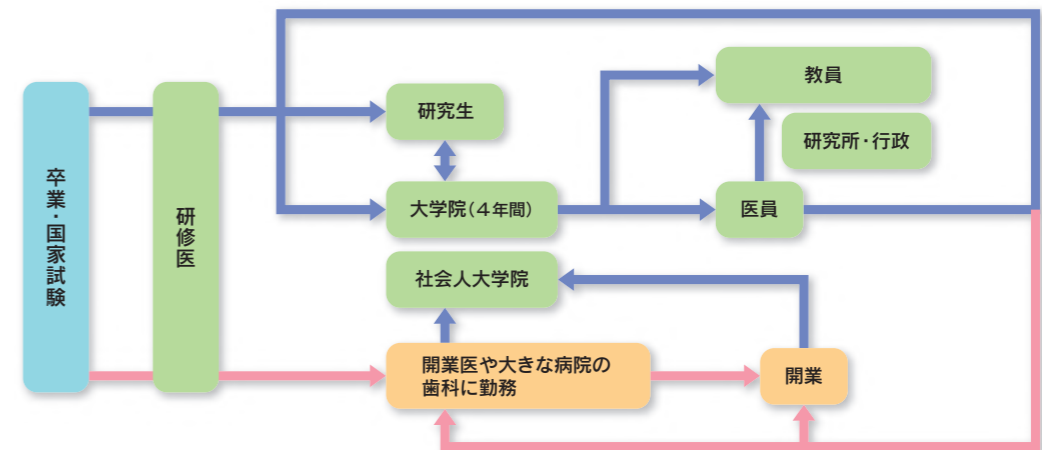 卒業・国家試験
研修医
研究生
大学院(4年間)
社会人大学院
開業医や大きな病院の
歯科に勤務
教員
研究所・行政
医員
開業